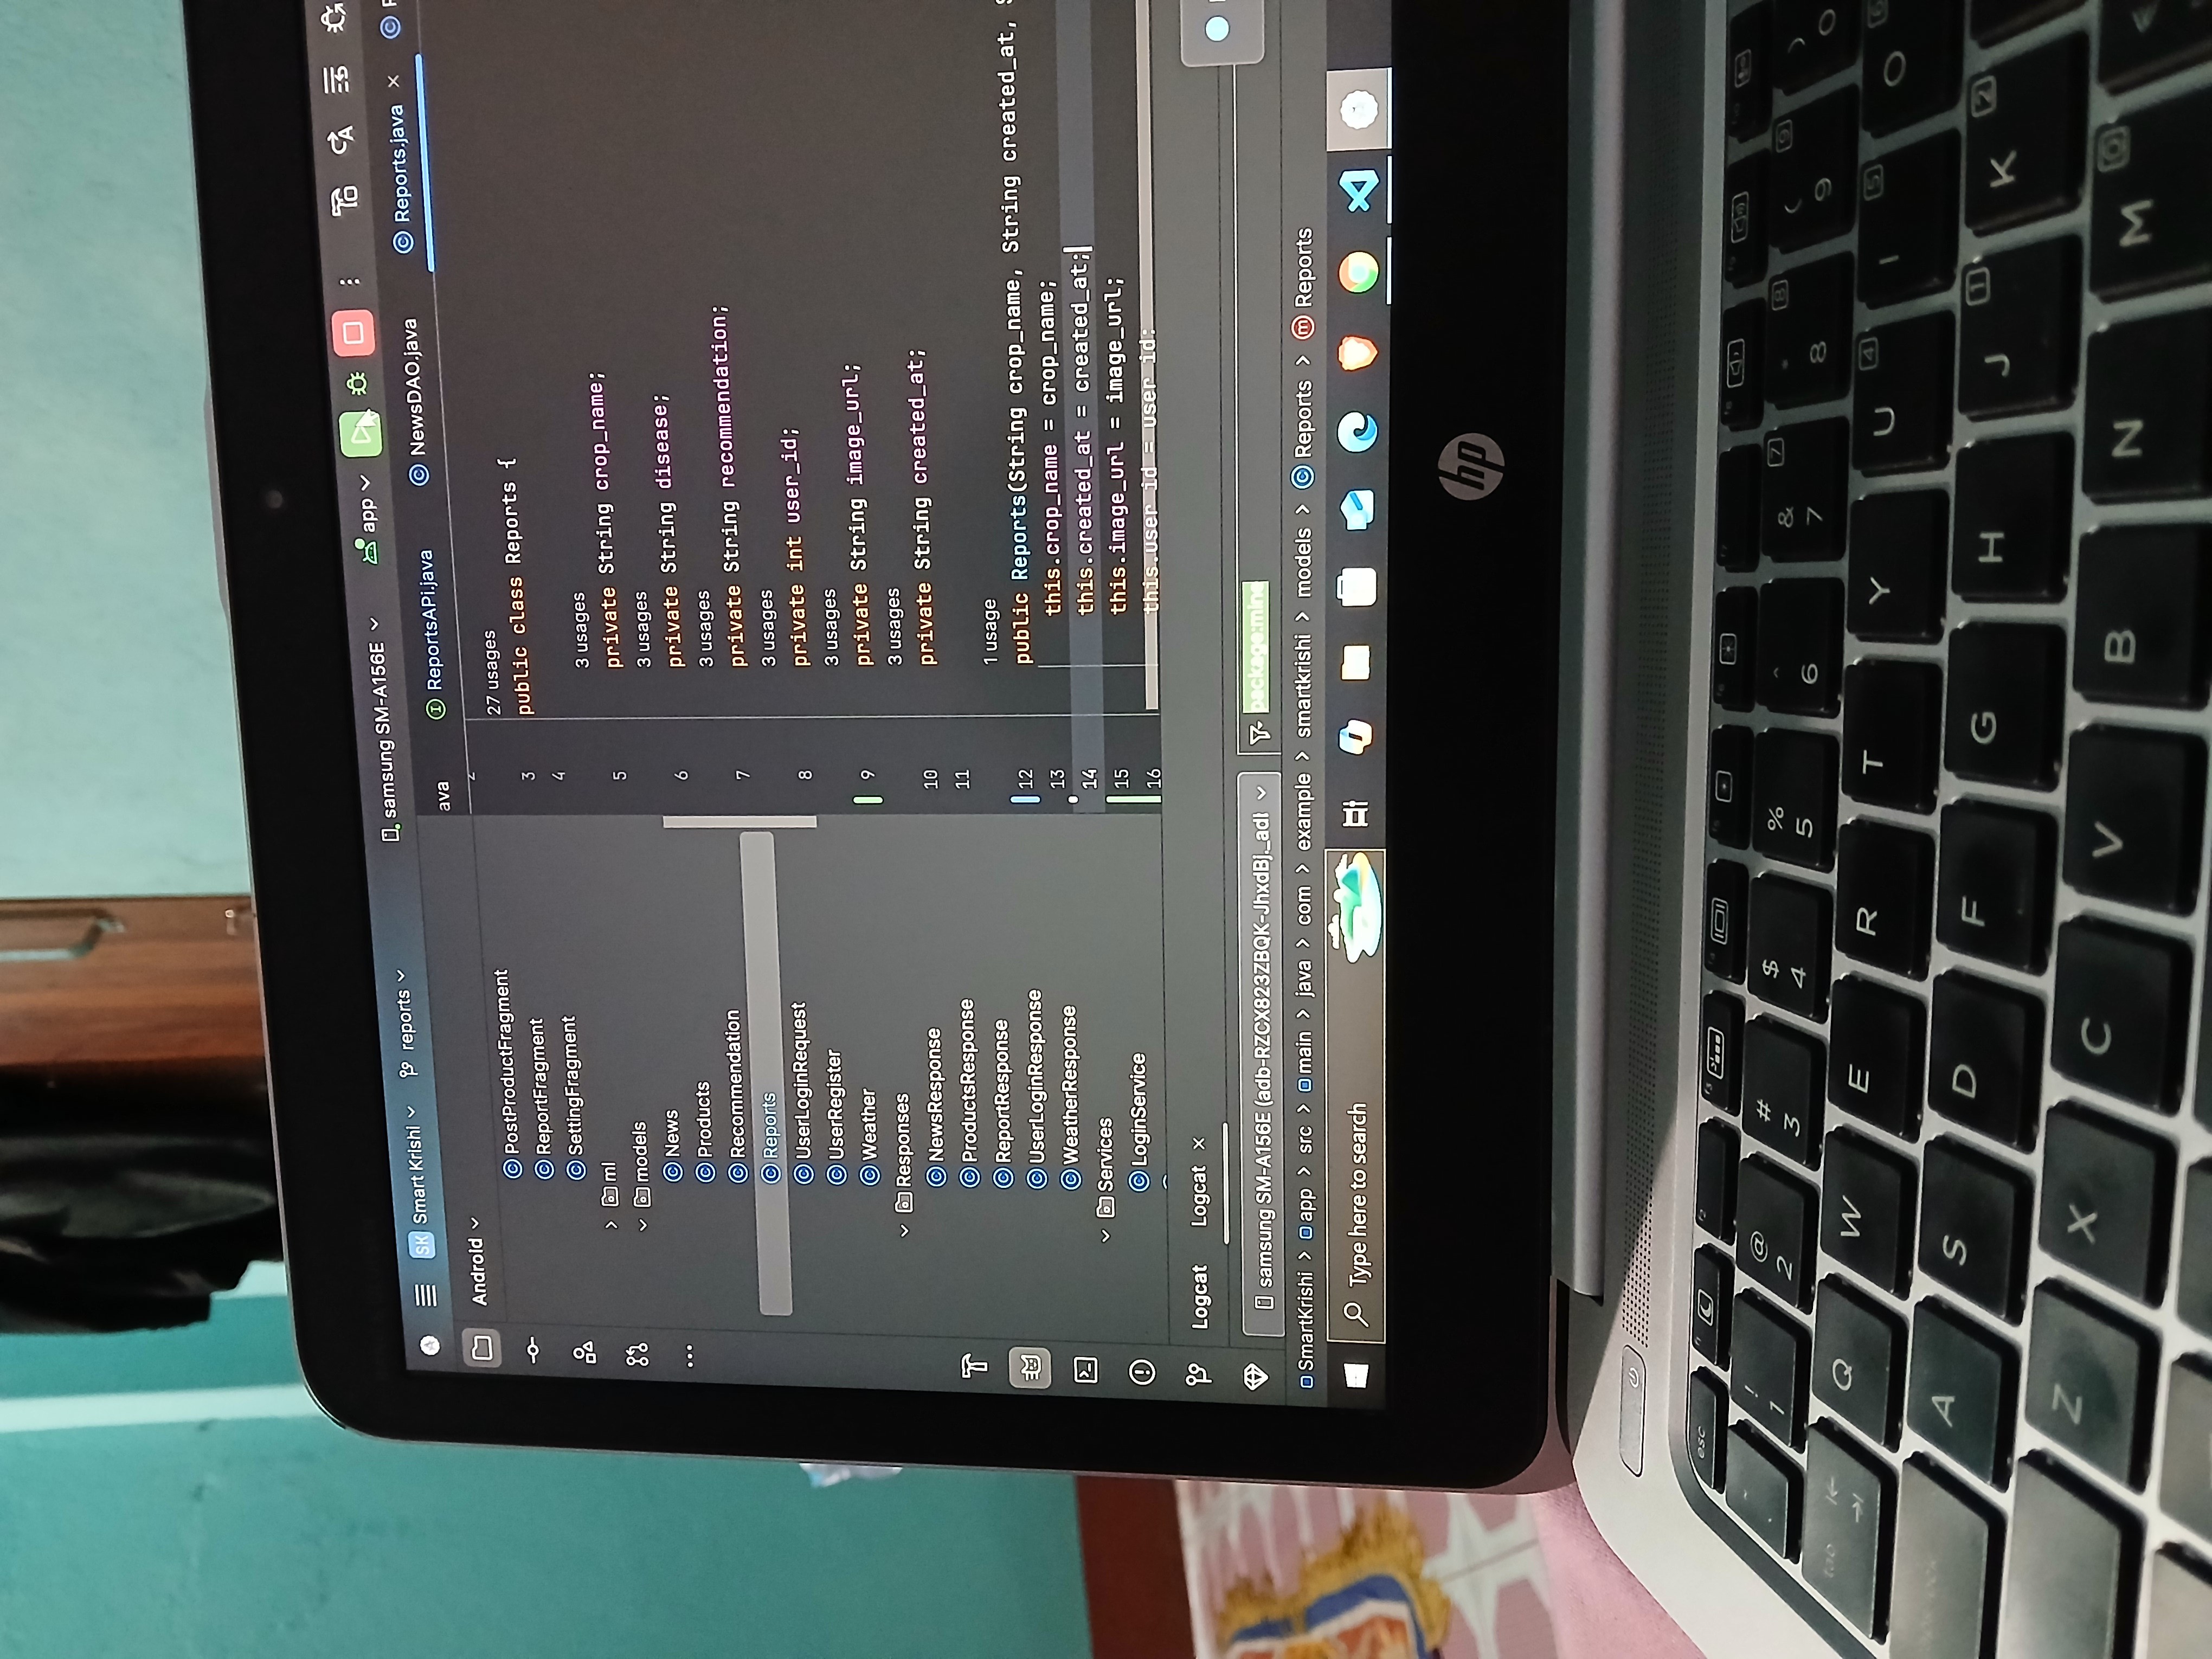 SK Smart Krishi reports samsung SM-A156E app
Android
PostProductFragment
ReportFragment
SettingFragment
ml
models
News
Products
Recommendation
Reports
UserLoginRequest
UserRegister
Weather
Responses
NewsResponse
ProductsResponse
ReportResponse
UserLoginResponse
WeatherResponse
Services
LoginService
ava ReportsAPi.java NewsDAO.java Reports.java
27 usages
3 public class Reports {
4
3 usages
5 private String crop_name;
3 usages
6 private String disease;
3 usages
7 private String recommendation;
3 usages
8 private int user_id;
3 usages
9 private String image_url;
3 usages
10 private String created_at;
11
1 usage
12 public Reports(String crop_name, String created_at,
13 this.crop_name = crop_name;
14 this.created_at = created_at;
15 this.image_url = image_url;
16 this.user_id = user_id;
Logcat Logcat
samsung SM-A156E (adb-RZCX823ZBQK-JhxdBj._adb package:mine
SmartKrishi > app > src > main > java > com > example > smartkrishi > models > Reports > Reports
Type here to search
hp
esc
! 1 @ 2 # 3 $ 4 % 5 ^ 6 & 7 * 8 ( 9 ) 0
tab Q W E R T Y U I O
A S D F G H J K
Z X C V B N M